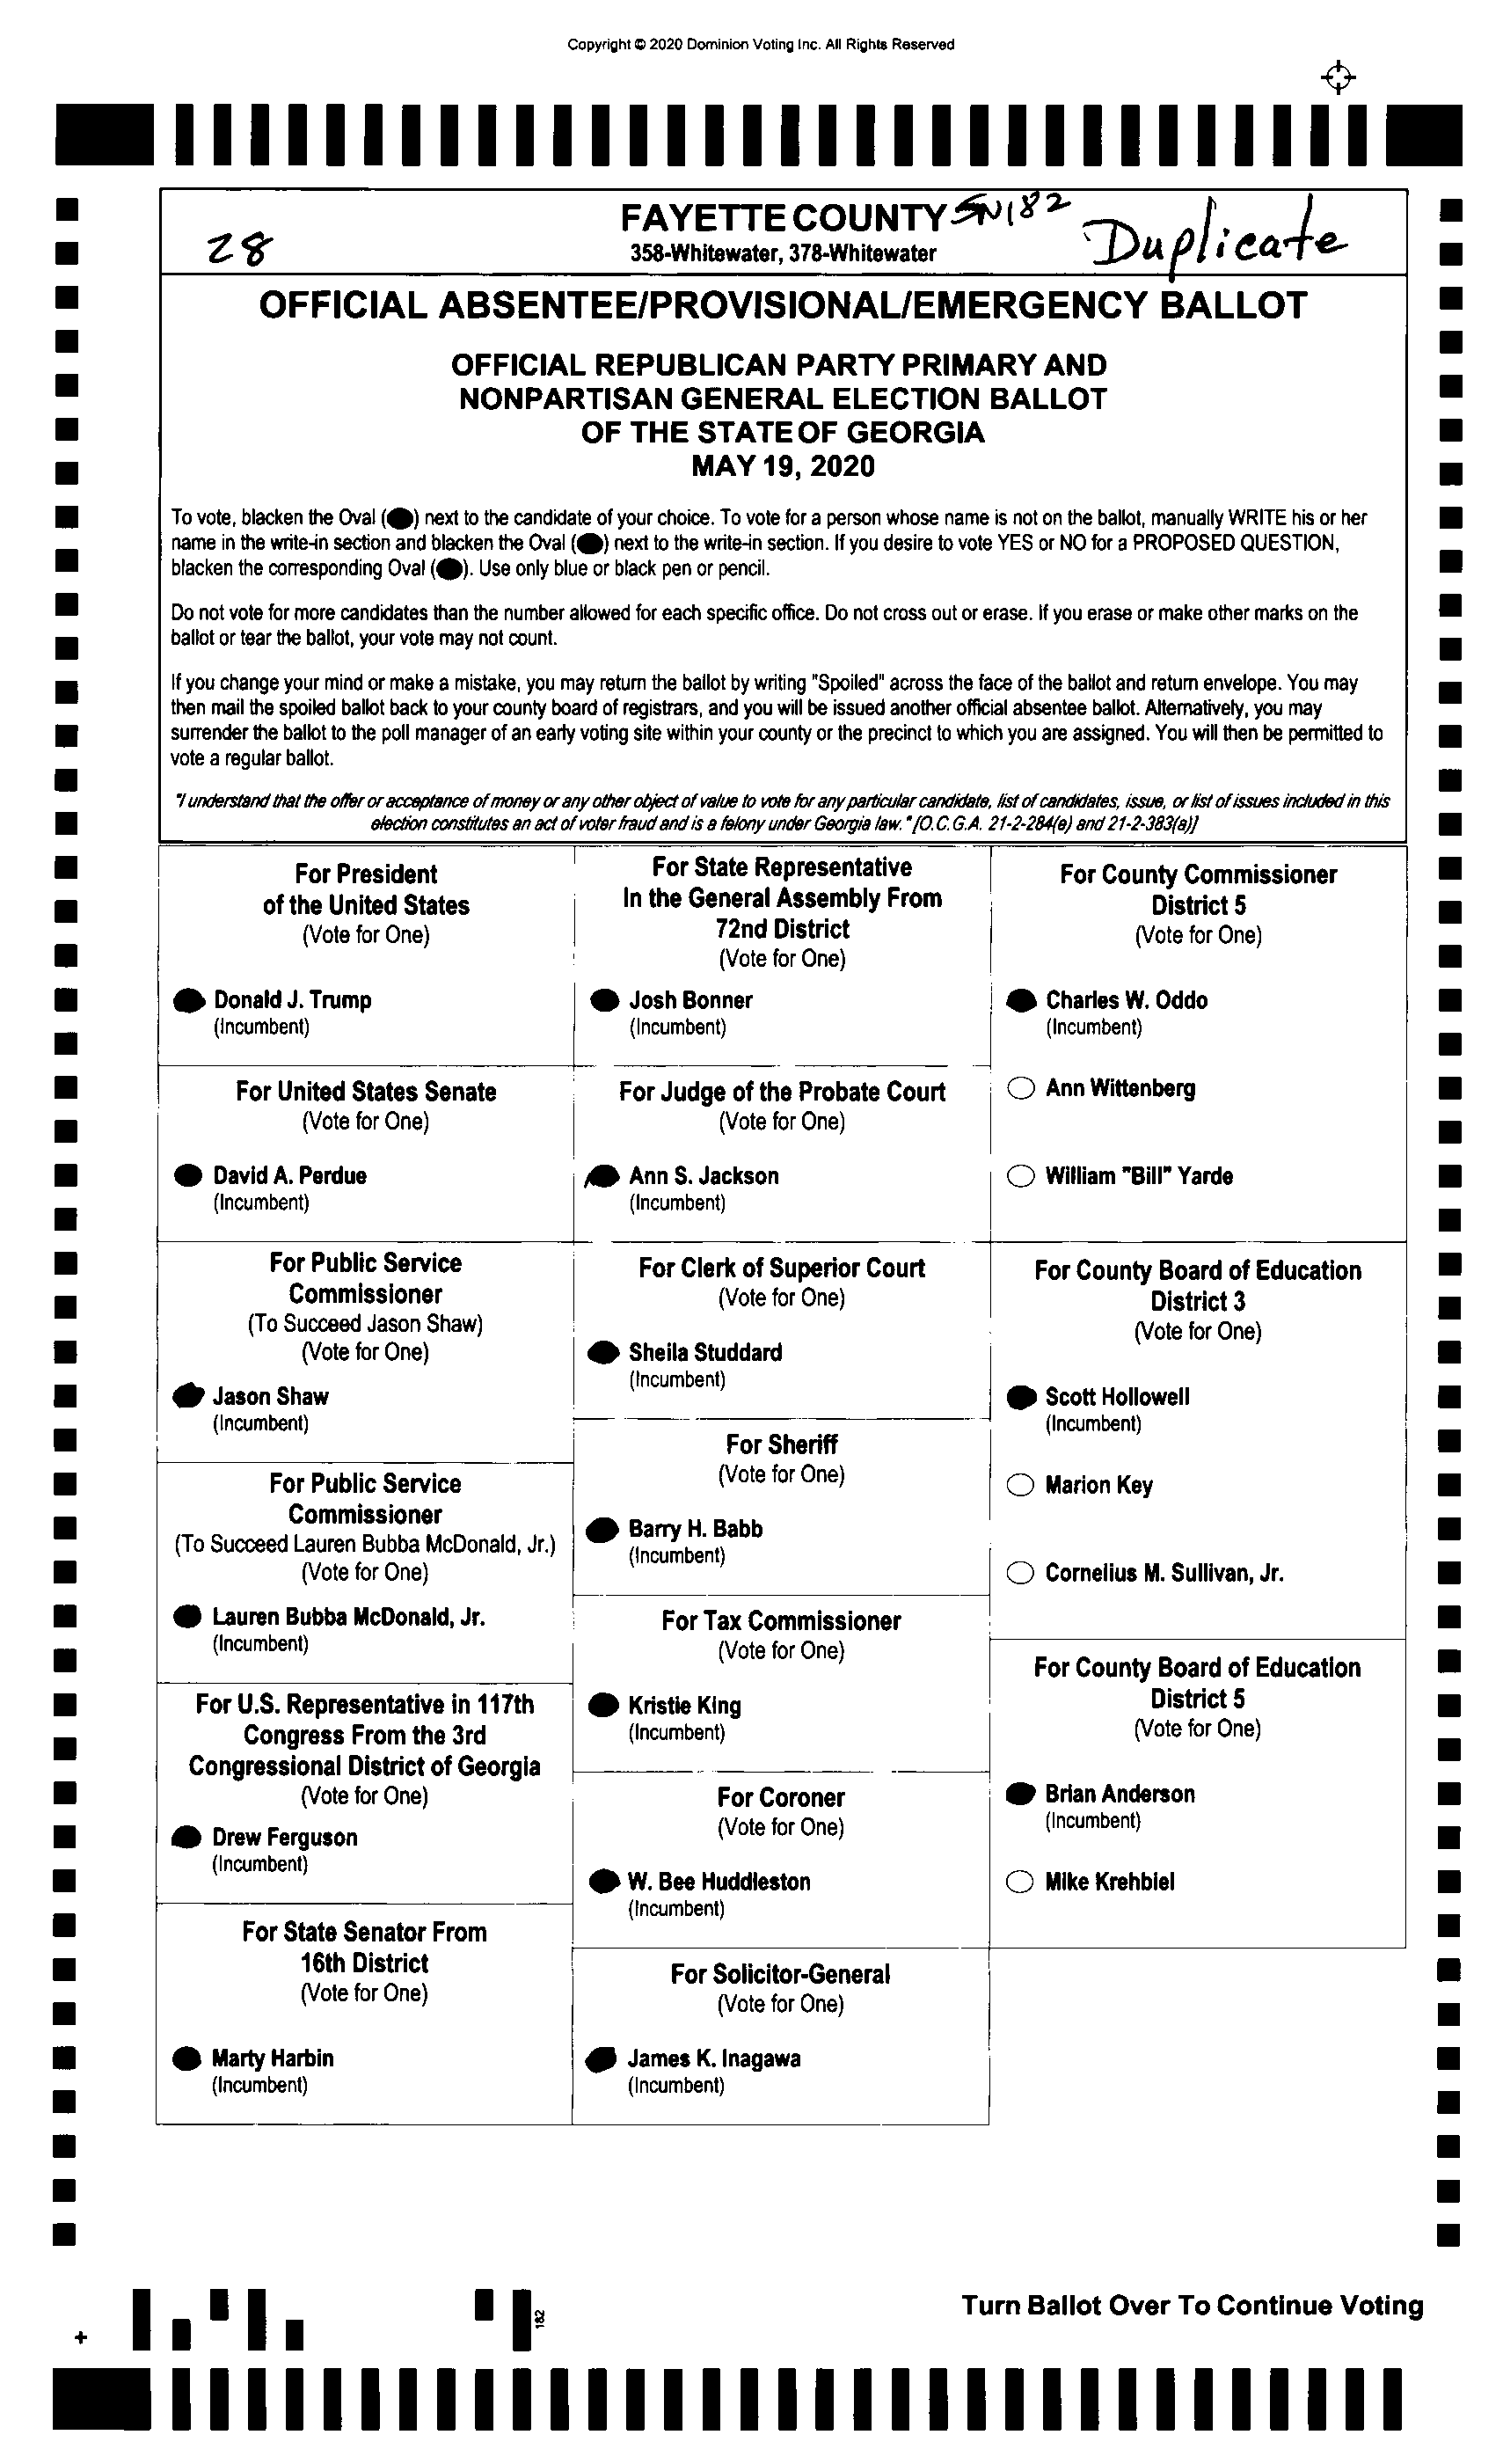 Copyright © 2020 Dominion Voting Inc. All Rights Reserved
FAYETTE COUNTY SN182
28
358-Whitewater, 378-Whitewater
Duplicate
OFFICIAL ABSENTEE/PROVISIONAL/EMERGENCY BALLOT
OFFICIAL REPUBLICAN PARTY PRIMARY AND
NONPARTISAN GENERAL ELECTION BALLOT
OF THE STATE OF GEORGIA
MAY 19, 2020
To vote, blacken the Oval ( ) next to the candidate of your choice. To vote for a person whose name is not on the ballot, manually WRITE his or her
name in the write-in section and blacken the Oval ( ) next to the write-in section. If you desire to vote YES or NO for a PROPOSED QUESTION,
blacken the corresponding Oval ( ). Use only blue or black pen or pencil.
Do not vote for more candidates than the number allowed for each specific office. Do not cross out or erase. If you erase or make other marks on the
ballot or tear the ballot, your vote may not count.
If you change your mind or make a mistake, you may return the ballot by writing "Spoiled" across the face of the ballot and return envelope. You may
then mail the spoiled ballot back to your county board of registrars, and you will be issued another official absentee ballot. Alternatively, you may
surrender the ballot to the poll manager of an early voting site within your county or the precinct to which you are assigned. You will then be permitted to
vote a regular ballot.
"I understand that the offer or acceptance of money or any other object of value to vote for any particular candidate, list of candidates, issue, or list of issues included in this
election constitutes an act of voter fraud and is a felony under Georgia law." [O.C.G.A. 21-2-284(e) and 21-2-383(a)]
For President
of the United States
(Vote for One)
Donald J. Trump
(Incumbent)
For United States Senate
(Vote for One)
David A. Perdue
(Incumbent)
For Public Service
Commissioner
(To Succeed Jason Shaw)
(Vote for One)
Jason Shaw
(Incumbent)
For Public Service
Commissioner
(To Succeed Lauren Bubba McDonald, Jr.)
(Vote for One)
Lauren Bubba McDonald, Jr.
(Incumbent)
For U.S. Representative in 117th
Congress From the 3rd
Congressional District of Georgia
(Vote for One)
Drew Ferguson
(Incumbent)
For State Senator From
16th District
(Vote for One)
Marty Harbin
(Incumbent)
For State Representative
In the General Assembly From
72nd District
(Vote for One)
Josh Bonner
(Incumbent)
For Judge of the Probate Court
(Vote for One)
Ann S. Jackson
(Incumbent)
For Clerk of Superior Court
(Vote for One)
Sheila Studdard
(Incumbent)
For Sheriff
(Vote for One)
Barry H. Babb
(Incumbent)
For Tax Commissioner
(Vote for One)
Kristie King
(Incumbent)
For Coroner
(Vote for One)
W. Bee Huddleston
(Incumbent)
For Solicitor-General
(Vote for One)
James K. Inagawa
(Incumbent)
For County Commissioner
District 5
(Vote for One)
Charles W. Oddo
(Incumbent)
Ann Wittenberg
William "Bill" Yarde
For County Board of Education
District 3
(Vote for One)
Scott Hollowell
(Incumbent)
Marion Key
Cornelius M. Sullivan, Jr.
For County Board of Education
District 5
(Vote for One)
Brian Anderson
(Incumbent)
Mike Krehbiel
Turn Ballot Over To Continue Voting
182